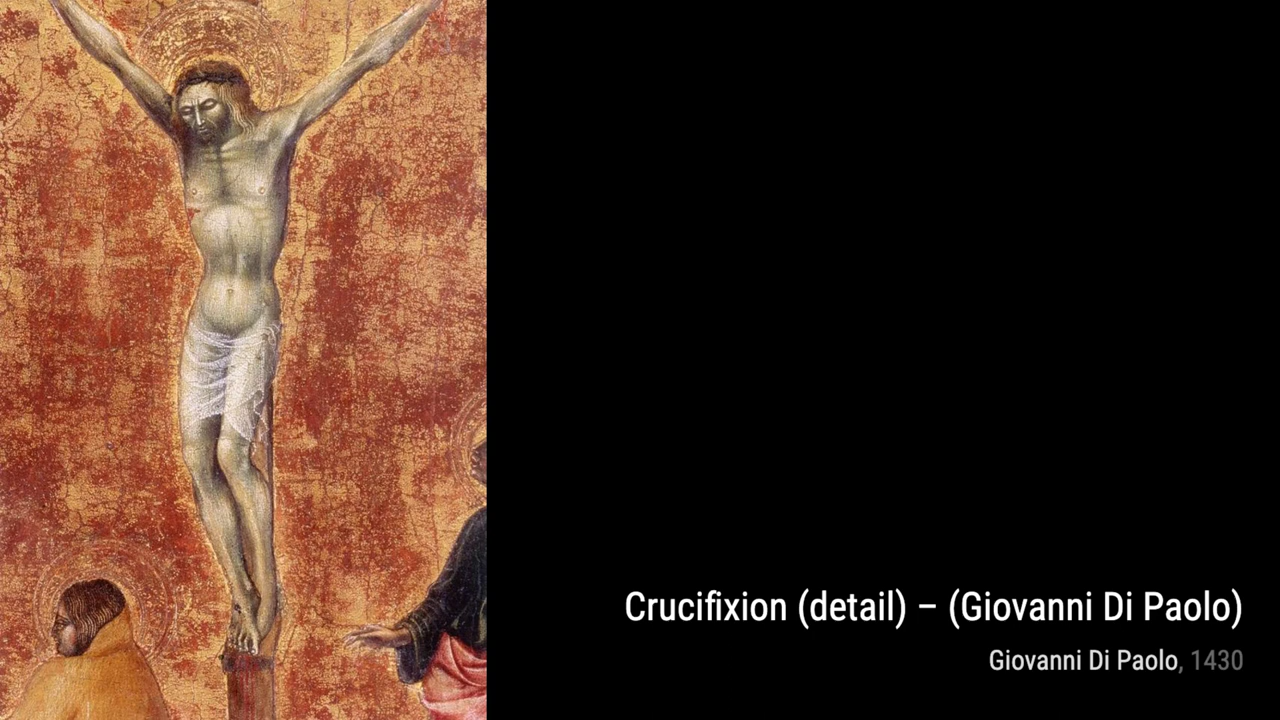 Crucifixion (detail) – (Giovanni Di Paolo)
Giovanni Di Paolo, 1430